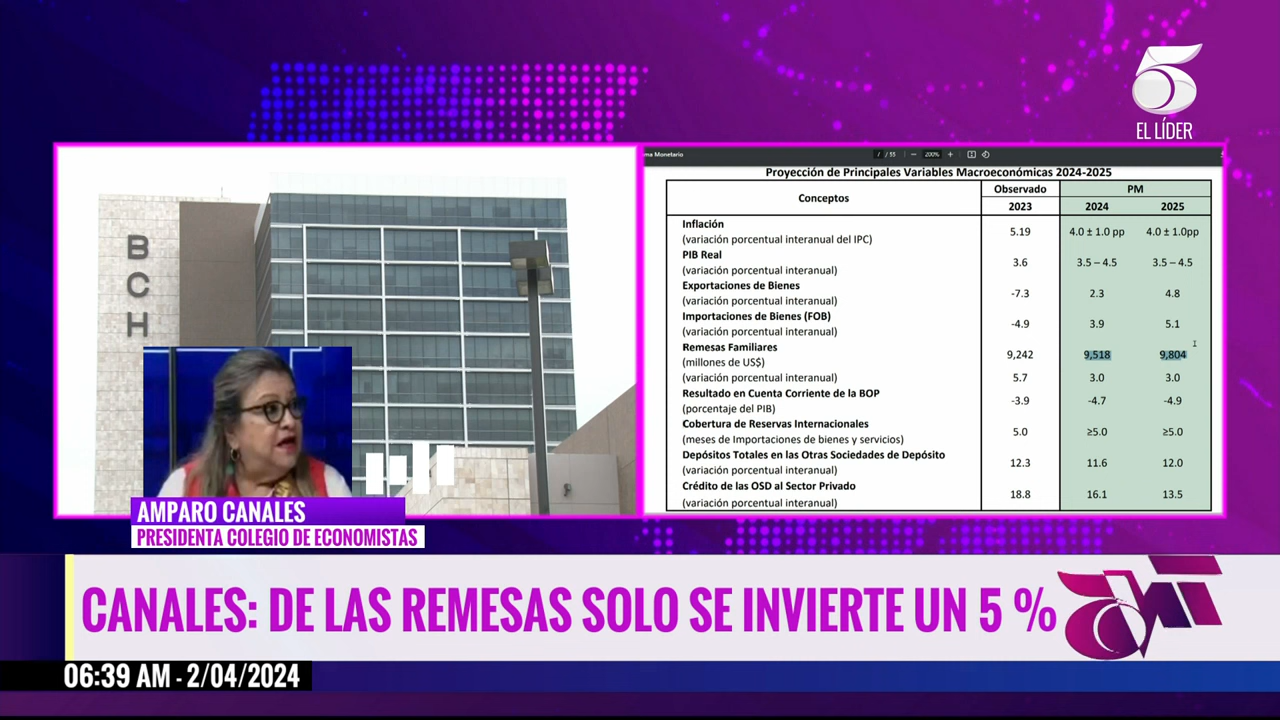 5
EL LÍDER
B
C
H
ma Monetario
/ 55
200%
Proyección de Principales Variables Macroeconómicas 2024-2025
Conceptos Observado PM
2023 2024 2025
Inflación
(variación porcentual interanual del IPC) 5.19 4.0 ± 1.0 pp 4.0 ± 1.0pp
PIB Real
(variación porcentual interanual) 3.6 3.5 – 4.5 3.5 – 4.5
Exportaciones de Bienes
(variación porcentual interanual) -7.3 2.3 4.8
Importaciones de Bienes (FOB)
(variación porcentual interanual) -4.9 3.9 5.1
Remesas Familiares
(millones de US$) 9,242 9,518 9,804
(variación porcentual interanual) 5.7 3.0 3.0
Resultado en Cuenta Corriente de la BOP
(porcentaje del PIB) -3.9 -4.7 -4.9
Cobertura de Reservas Internacionales
(meses de Importaciones de bienes y servicios) 5.0 ≥5.0 ≥5.0
Depósitos Totales en las Otras Sociedades de Depósito
(variación porcentual interanual) 12.3 11.6 12.0
Crédito de las OSD al Sector Privado
(variación porcentual interanual) 18.8 16.1 13.5
AMPARO CANALES
PRESIDENTA COLEGIO DE ECONOMISTAS
CANALES: DE LAS REMESAS SOLO SE INVIERTE UN 5 %
06:39 AM - 2/04/2024